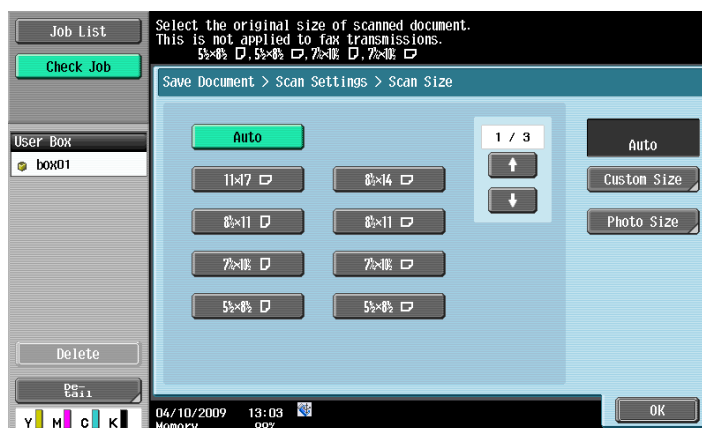 Job List
Check Job
Select the original size of scanned document.
This is not applied to fax transmissions.
5½×8½ , 5½×8½ , 7¼×10½ , 7¼×10½
Save Document > Scan Settings > Scan Size
User Box
box01
Auto
1 / 3
Auto
11×17
8½×14
Custom Size
8½×11
8½×11
Photo Size
7¼×10½
7¼×10½
5½×8½
5½×8½
Delete
De-
tail
OK
Y M C K
04/10/2009 13:03
Memory 99%